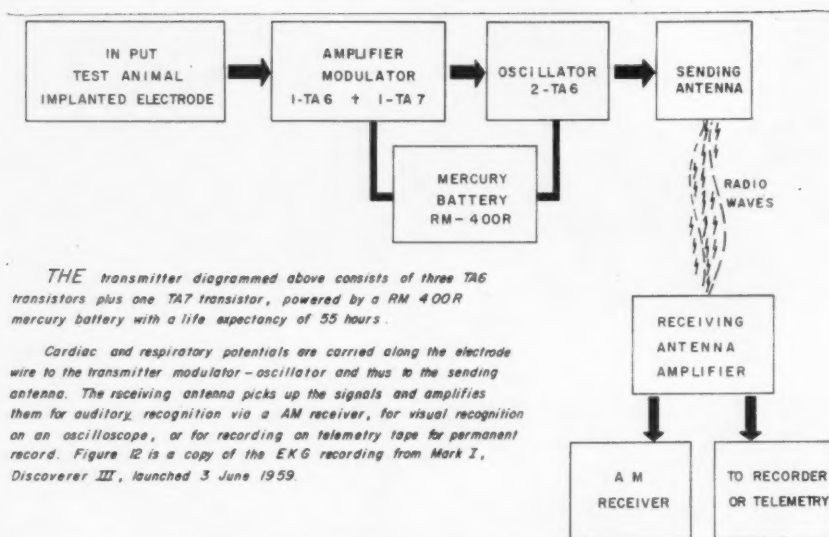 IN PUT
TEST ANIMAL
IMPLANTED ELECTRODE
AMPLIFIER
MODULATOR
1-TA6 + 1-TA7
OSCILLATOR
2-TA6
SENDING
ANTENNA
MERCURY
BATTERY
RM-400R
RADIO
WAVES
THE transmitter diagrammed above consists of three TA6
transistors plus one TA7 transistor, powered by a RM 400R
mercury battery with a life expectancy of 55 hours.
Cardiac and respiratory potentials are carried along the electrode
wire to the transmitter modulator-oscillator and thus to the sending
antenna. The receiving antenna picks up the signals and amplifies
them for auditory recognition via a AM receiver, for visual recognition
on an oscilloscope, or for recording on telemetry tape for permanent
record. Figure 12 is a copy of the EKG recording from Mark I,
Discoverer III, launched 3 June 1959.
RECEIVING
ANTENNA
AMPLIFIER
AM
RECEIVER
TO RECORDER
OR TELEMETRY